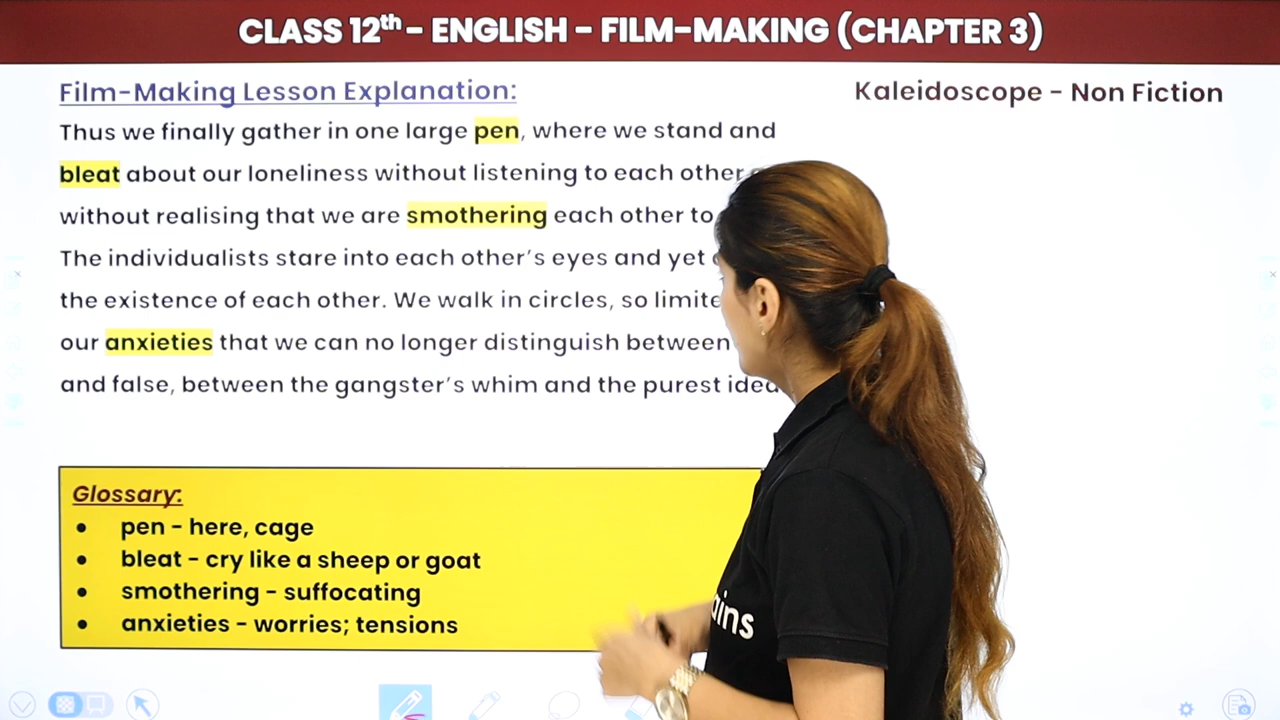 CLASS 12th - ENGLISH - FILM-MAKING (CHAPTER 3)
Film-Making Lesson Explanation:
Kaleidoscope - Non Fiction
Thus we finally gather in one large pen, where we stand and
bleat about our loneliness without listening to each other
without realising that we are smothering each other to
The individualists stare into each other's eyes and yet
the existence of each other. We walk in circles, so
our anxieties that we can no longer distinguish between
and false, between the gangster's whim and the purest
Glossary:
• pen - here, cage
• bleat - cry like a sheep or goat
• smothering - suffocating
• anxieties - worries; tensions